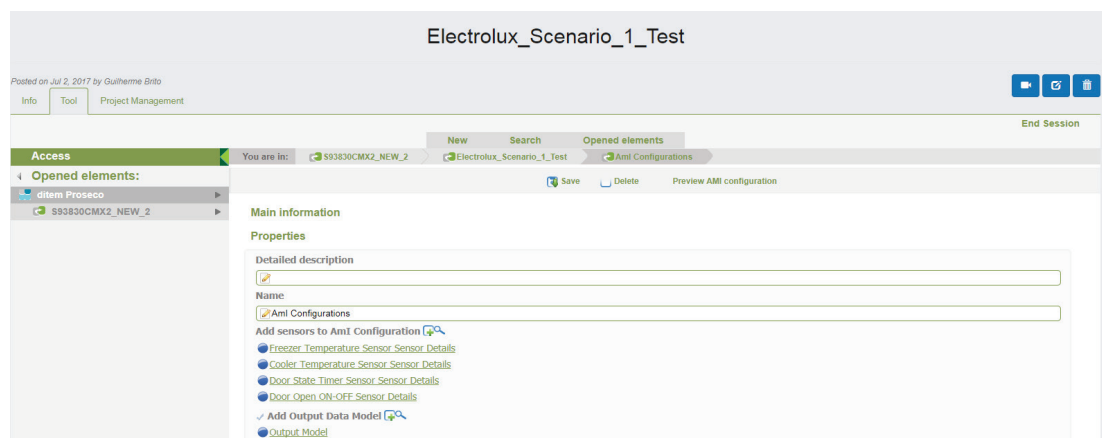 Electrolux_Scenario_1_Test
Posted on Jul 2, 2017 by Guilherme Brito
Info Tool Project Management
End Session
New Search Opened elements
Access
You are in: S93830CMX2_NEW_2 Electrolux_Scenario_1_Test AmI Configurations
Opened elements:
Save Delete Preview AMI configuration
ditem Proseco
S93830CMX2_NEW_2
Main information
Properties
Detailed description
Name
AmI Configurations
Add sensors to AmI Configuration
Freezer Temperature Sensor Sensor Details
Cooler Temperature Sensor Sensor Details
Door State Timer Sensor Sensor Details
Door Open ON-OFF Sensor Details
Add Output Data Model
Output Model